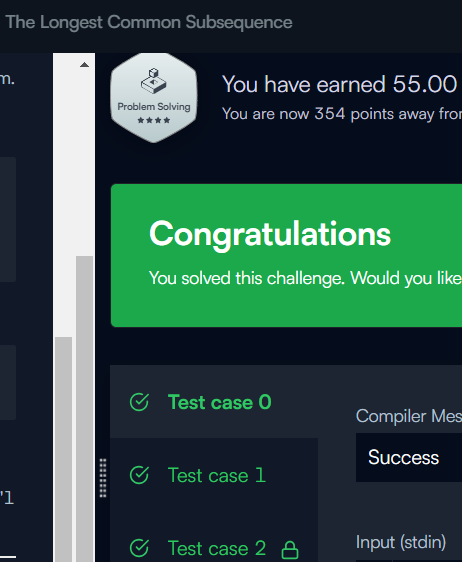 The Longest Common Subsequence
m.
Problem Solving
You have earned 55.00
You are now 354 points away from
Congratulations
You solved this challenge. Would you like
Test case 0
Compiler Mes
Success
Test case 1
"l
Input (stdin)
Test case 2